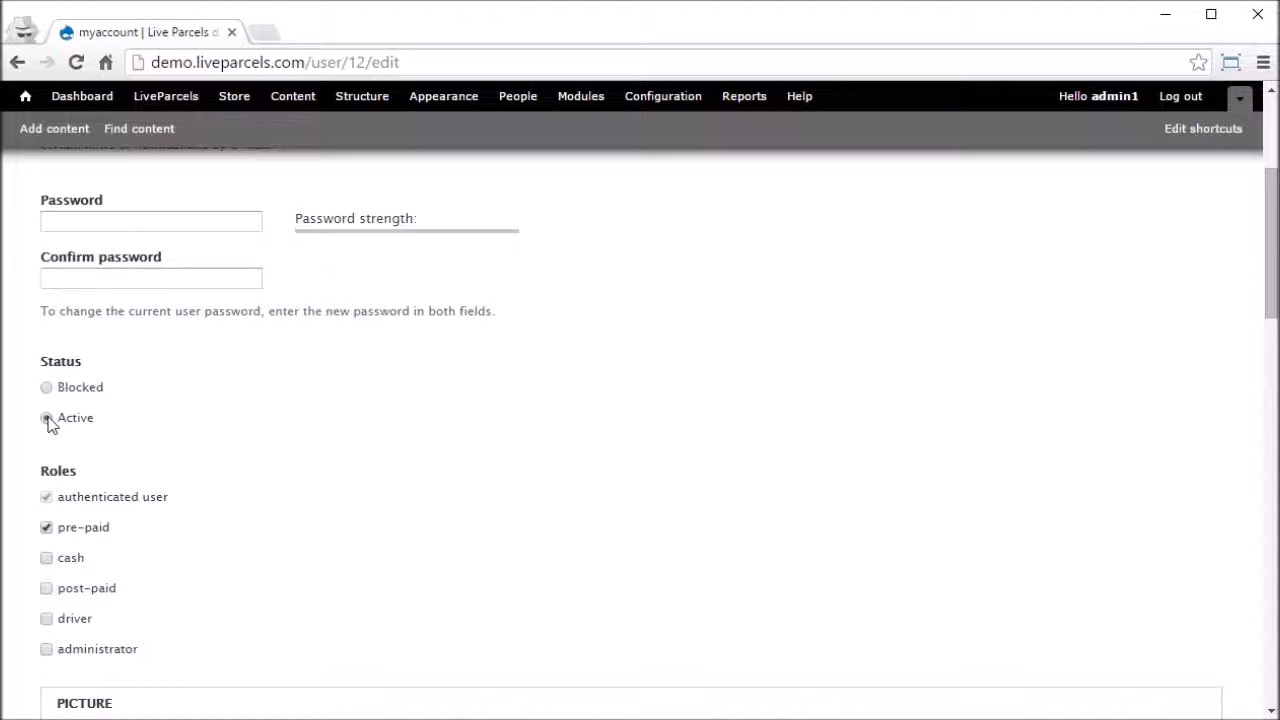 myaccount | Live Parcels d
demo.liveparcels.com/user/12/edit
Dashboard LiveParcels Store Content Structure Appearance People Modules Configuration Reports Help Hello admin1 Log out
Add content Find content Edit shortcuts
Password
Password strength:
Confirm password
To change the current user password, enter the new password in both fields.
Status
Blocked
Active
Roles
authenticated user
pre-paid
cash
post-paid
driver
administrator
PICTURE